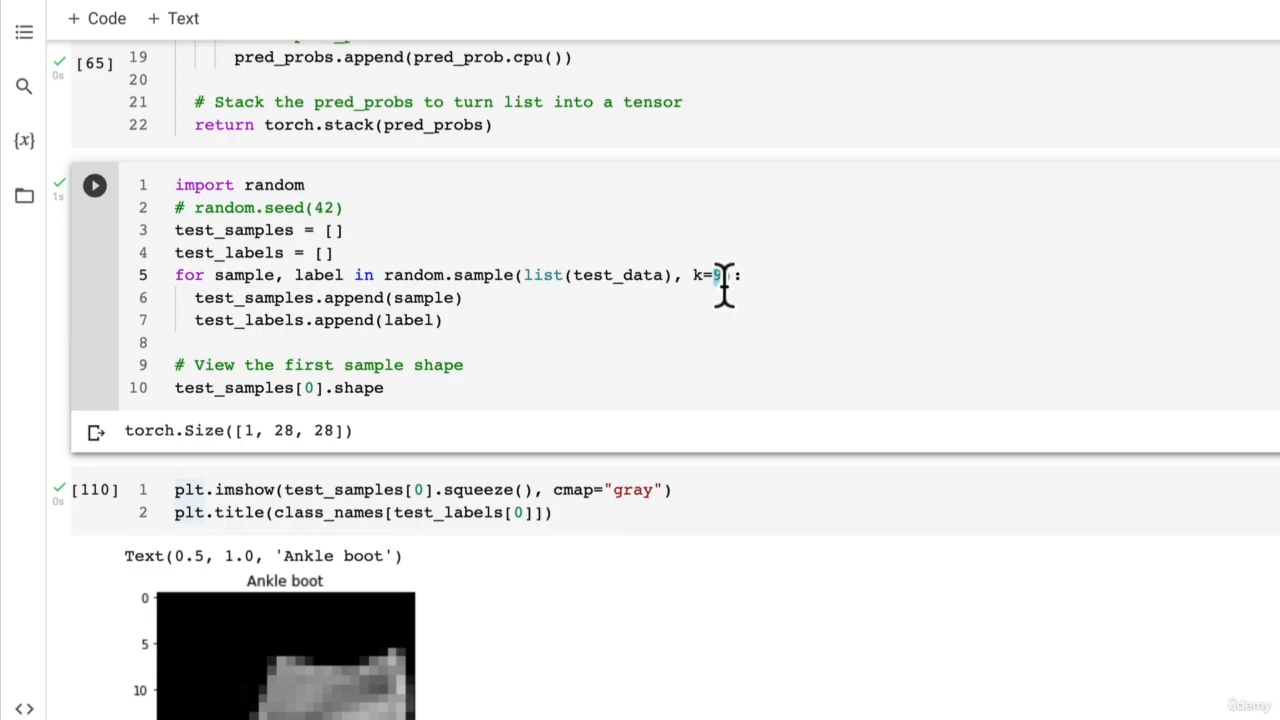 + Code + Text
[65]
0s
19 pred_probs.append(pred_prob.cpu())
20
21 # Stack the pred_probs to turn list into a tensor
22 return torch.stack(pred_probs)
{x}
1s
1 import random
2 # random.seed(42)
3 test_samples = []
4 test_labels = []
5 for sample, label in random.sample(list(test_data), k=9):
6 test_samples.append(sample)
7 test_labels.append(label)
8
9 # View the first sample shape
10 test_samples[0].shape
torch.Size([1, 28, 28])
[110]
0s
1 plt.imshow(test_samples[0].squeeze(), cmap="gray")
2 plt.title(class_names[test_labels[0]])
Text(0.5, 1.0, 'Ankle boot')
Ankle boot
0
5
10
<>
ûdemy